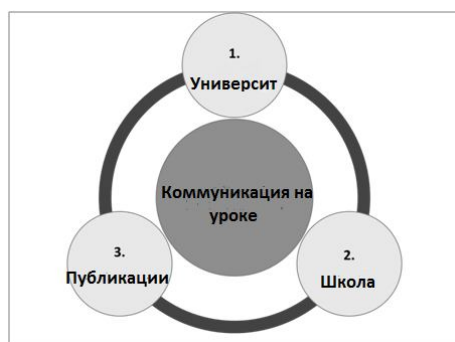 1.
Университ
Коммуникация на
уроке
3.
Публикации
2.
Школа